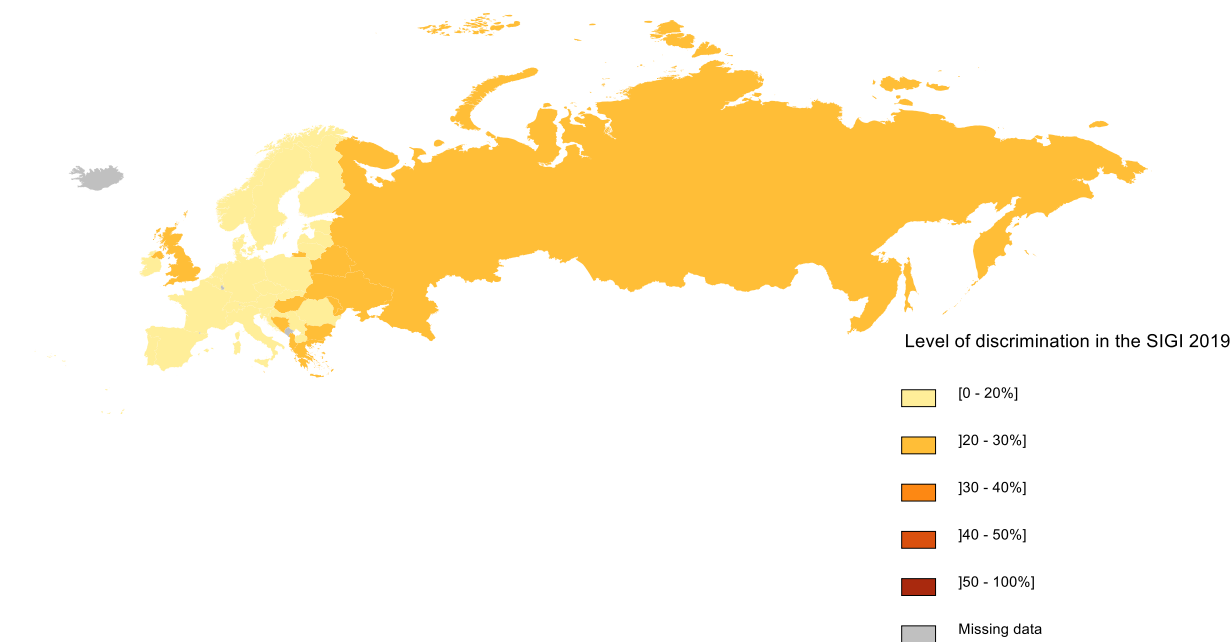 Level of discrimination in the SIGI 2019
[0 - 20%]
]20 - 30%]
]30 - 40%]
]40 - 50%]
]50 - 100%]
Missing data